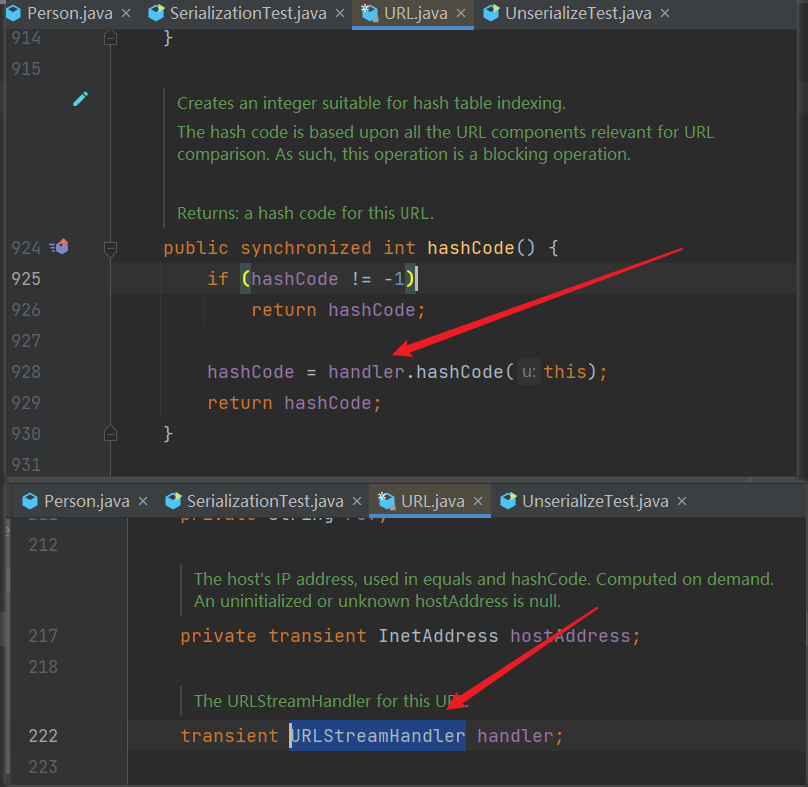 Person.java × SerializationTest.java × URL.java × UnserializeTest.java ×
914 }
915
Creates an integer suitable for hash table indexing.
The hash code is based upon all the URL components relevant for URL
comparison. As such, this operation is a blocking operation.
Returns: a hash code for this URL.
924 public synchronized int hashCode() {
925 if (hashCode != -1)
926 return hashCode;
927
928 hashCode = handler.hashCode( u: this);
929 return hashCode;
930 }
931
Person.java × SerializationTest.java × URL.java × UnserializeTest.java ×
212
The host's IP address, used in equals and hashCode. Computed on demand.
An uninitialized or unknown hostAddress is null.
217 private transient InetAddress hostAddress;
218
The URLStreamHandler for this URL.
222 transient URLStreamHandler handler;
223